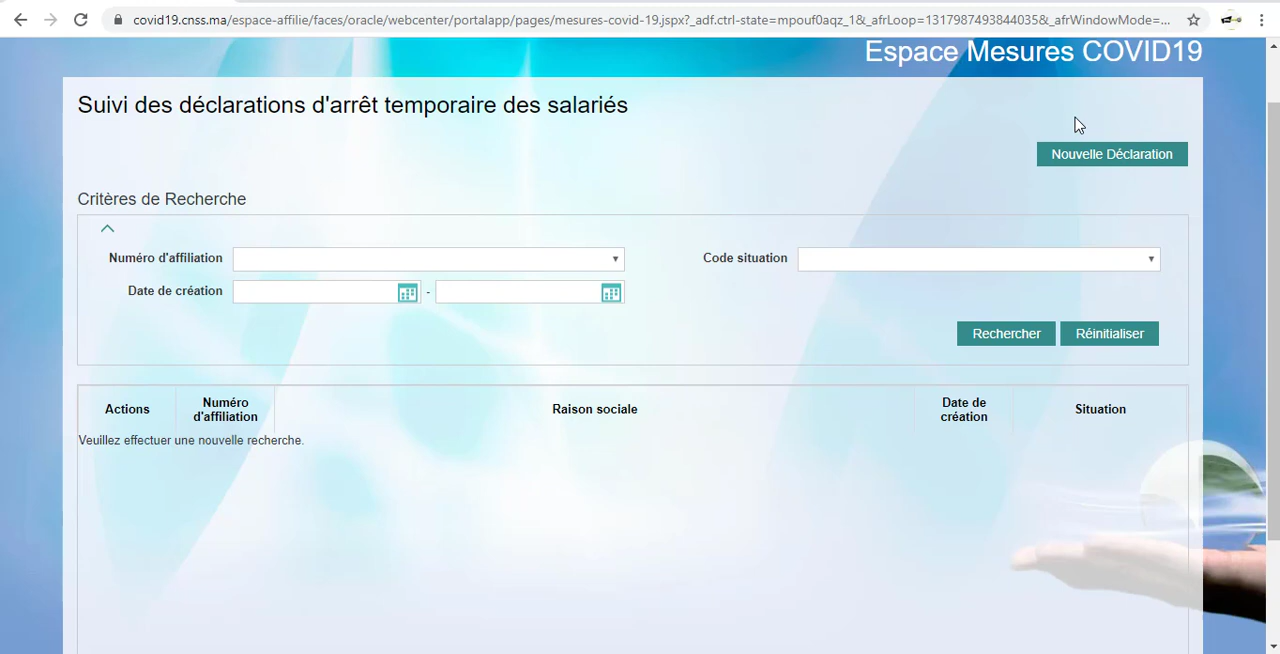 covid19.cnss.ma/espace-affilie/faces/oracle/webcenter/portalapp/pages/mesures-covid-19.jspx?_adf.ctrl-state=mpouf0aqz_1&_afrLoop=1317987493844035&_afrWindowMode=...
Espace Mesures COVID19
Suivi des déclarations d'arrêt temporaire des salariés
Nouvelle Déclaration
Critères de Recherche
Numéro d'affiliation
Code situation
Date de création
-
Rechercher
Réinitialiser
Actions
Numéro
d'affiliation
Raison sociale
Date de
création
Situation
Veuillez effectuer une nouvelle recherche.